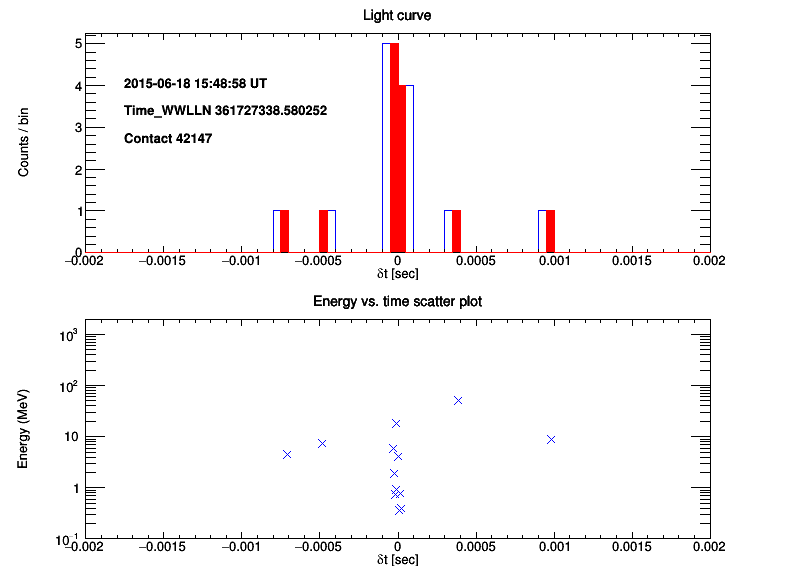 Light curve
5
4
3
2
1
0
Counts / bin
2015-06-18 15:48:58 UT
Time_WWLLN 361727338.580252
Contact 42147
−0.002 −0.0015 −0.001 −0.0005 0 0.0005 0.001 0.0015 0.002
δt [sec]
Energy vs. time scatter plot
10³
10²
10
1
10⁻¹
Energy (MeV)
−0.002 −0.0015 −0.001 −0.0005 0 0.0005 0.001 0.0015 0.002
δt [sec]